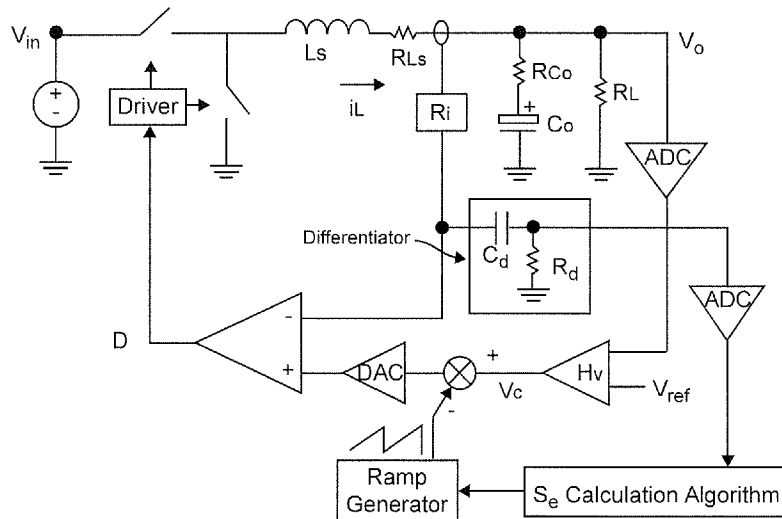 Vin
Ls
RLs
iL
Ri
RCo
+
Co
RL
Vo
+
-
Driver
ADC
Differentiator
Cd
Rd
ADC
D
-
+
DAC
+
-
Vc
Hv
Vref
Ramp
Generator
Se Calculation Algorithm